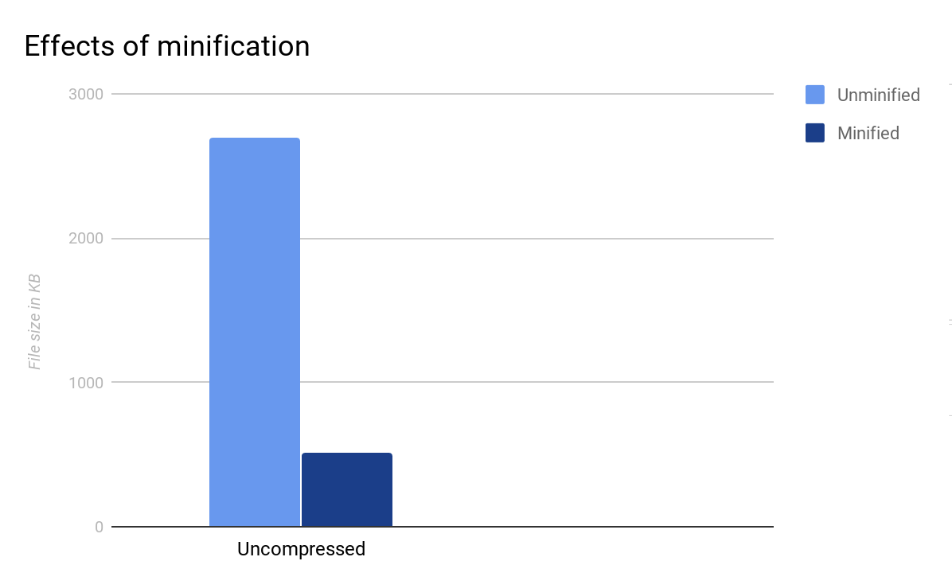 Effects of minification
3000
2000
1000
0
File size in KB
Uncompressed
Unminified
Minified